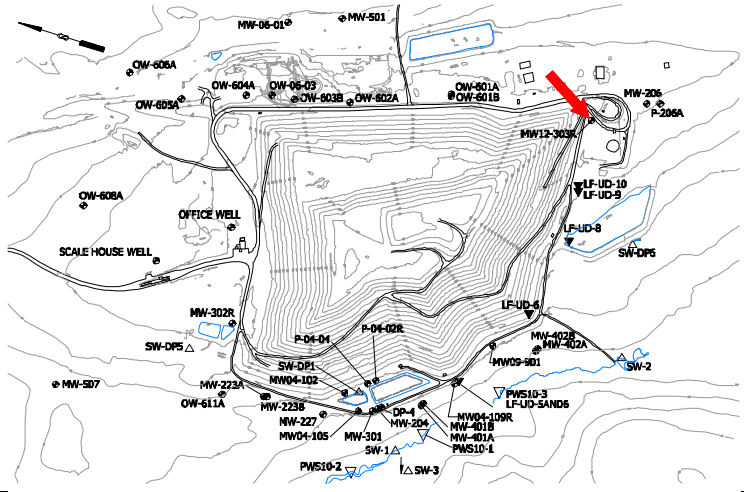 MW-06-01
MW-501
OW-606A
OW-605A
OW-604A
OW-06-03
OW-603B
OW-602A
OW-601A
OW-601B
MW-206
P-206A
MW12-303R
LF-UD-10
LF-UD-9
OW-608A
OFFICE WELL
LF-UD-8
SW-DP6
SCALE HOUSE WELL
MW-302R
LF-UD-6
P-04-04
P-04-02R
MW-402B
MW-402A
SW-DP5
SW-DP1
MW09-901
SW-2
MW-507
MW-223A
MW04-102
OW-611A
MW-223B
PWS10-3
LF-UD-5AND6
MW-227
DP-4
MW04-109R
MW04-105
MW-301
MW-204
MW-401B
MW-401A
SW-1
PWS10-1
PWS10-2
SW-3